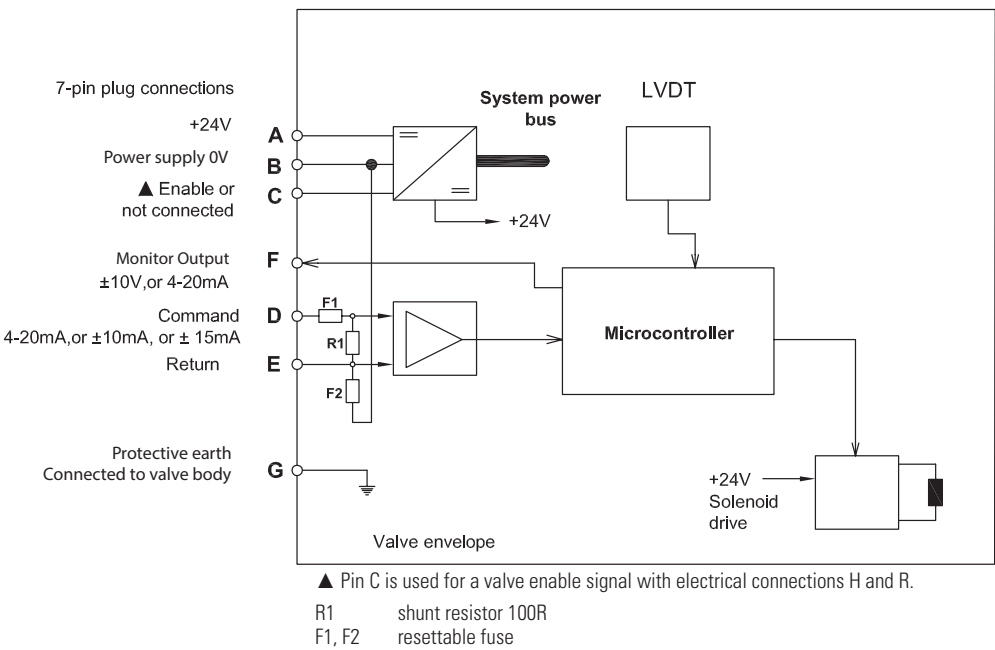 7-pin plug connections
+24V
A
Power supply 0V
B
▲ Enable or
not connected
C
System power
bus
LVDT
+24V
Monitor Output
±10V,or 4-20mA
F
Command
4-20mA,or ±10mA, or ± 15mA
D
F1
R1
Return
E
F2
Microcontroller
Protective earth
Connected to valve body
G
+24V
Solenoid
drive
Valve envelope
▲ Pin C is used for a valve enable signal with electrical connections H and R.
R1 shunt resistor 100R
F1, F2 resettable fuse